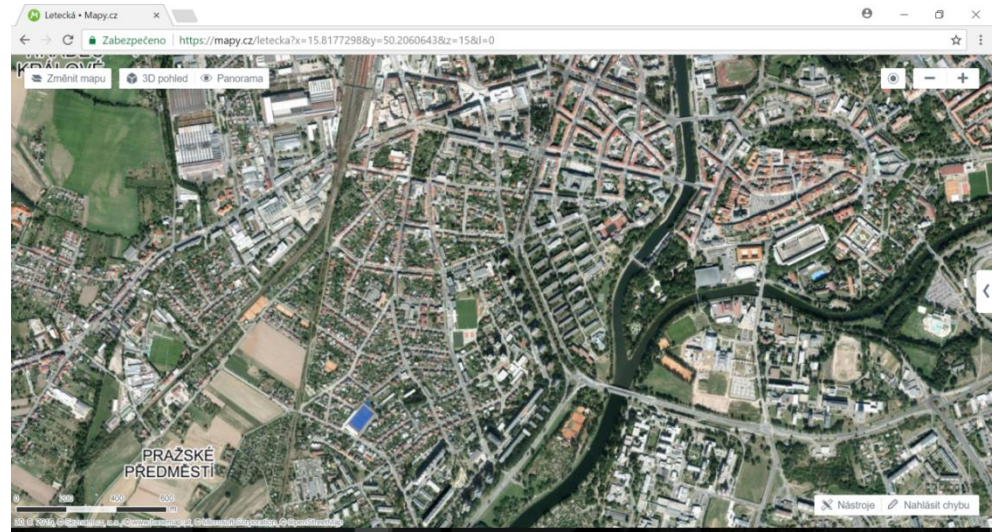 Letecká • Mapy.cz
Zabezpečeno | https://mapy.cz/letecka?x=15.8177298&y=50.2060643&z=15&l=0
HRADEC
KRÁLOVÉ
Změnit mapu
3D pohled
Panorama
PRAŽSKÉ
PŘEDMĚSTÍ
0 200 400 600
m
Nástroje
Nahlásit chybu